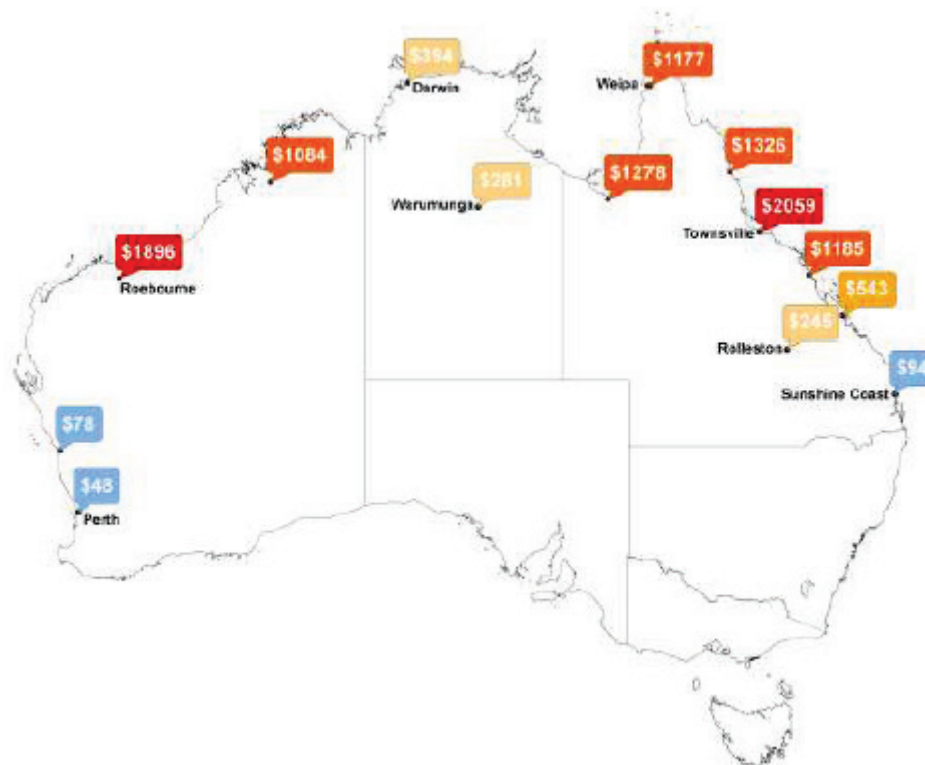 $394
Darwin
$1177
Weipa
$1084
$1326
$281
Warumungu
$1278
$2059
Townsville
$1896
Roebourne
$1185
$543
$245
Rolleston
$94
Sunshine Coast
$78
$48
Perth